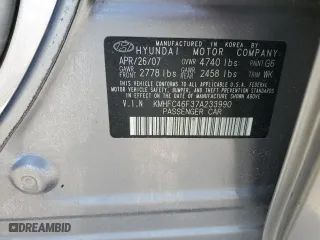 MANUFACTURED IN KOREA BY
HYUNDAI MOTOR COMPANY
APR/26/07 GVWR 4740 lbs PAINT G6
GAWR FRONT 2778 lbs GAWR REAR 2458 lbs TRIM WK
THIS VEHICLE CONFORMS TO ALL APPLICABLE U.S.A. FEDERAL
MOTOR VEHICLE SAFETY, BUMPER, AND THEFT PREVENTION
STANDARDS IN EFFECT ON THE DATE OF MANUFACTURE SHOWN ABOVE.
V.I.N KMHFC46F37A233990
PASSENGER CAR
AutoHelperBot